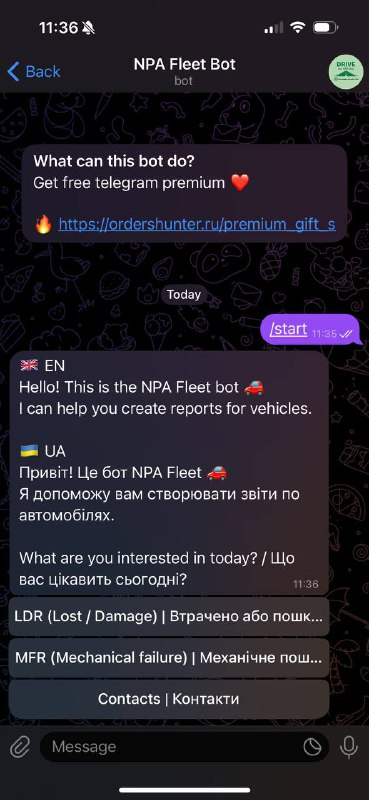 11:36
Back
NPA Fleet Bot
bot
DRIVE
What can this bot do?
Get free telegram premium ❤️
🔥 https://ordershunter.ru/premium_gift_s
Today
/start 11:35
🇬🇧 EN
Hello! This is the NPA Fleet bot 🚗
I can help you create reports for vehicles.
🇺🇦 UA
Привіт! Це бот NPA Fleet 🚗
Я допоможу вам створювати звіти по
автомобілях.
What are you interested in today? / Що
вас цікавить сьогодні?
11:36
LDR (Lost / Damage) | Втрачено або пошк...
MFR (Mechanical failure) | Механічне пош...
Contacts | Контакти
Message